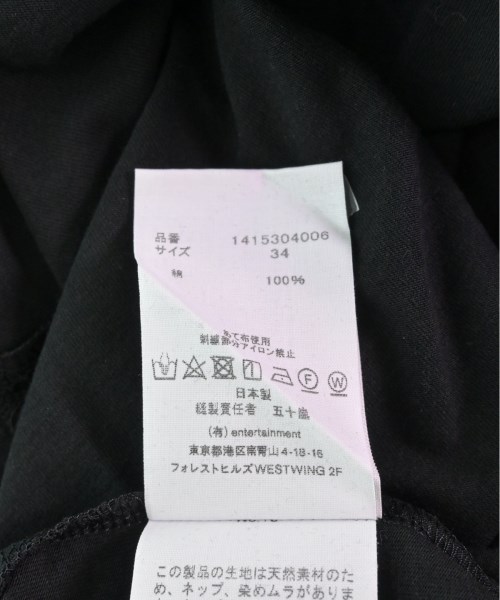 品番 1415304006
サイズ 34
綿 100%
あて布使用
刺繍部分アイロン禁止
F W
日本製
縫製責任者 五十嵐
(有) entertainment
東京都港区南青山4-18-16
フォレストヒルズWESTWING 2F
この製品の生地は天然素材のため
め、ネップ、染めムラがありま